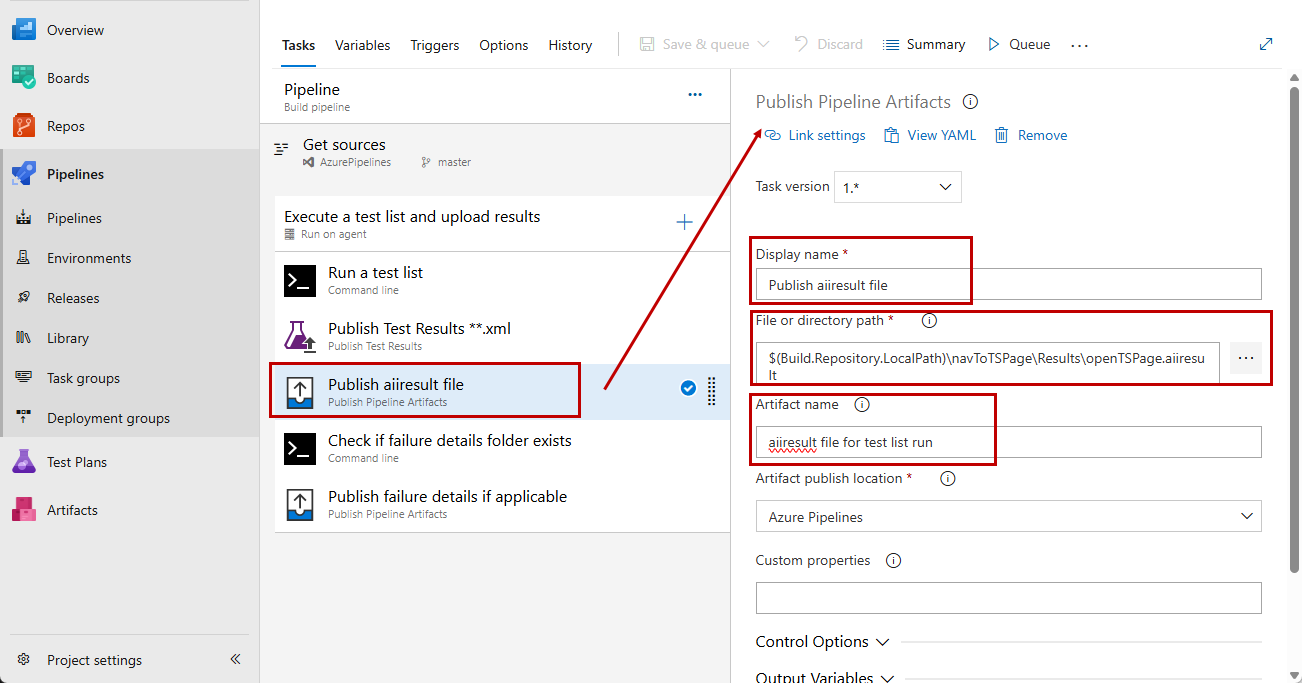 Overview
Boards
Repos
Pipelines
Pipelines
Environments
Releases
Library
Task groups
Deployment groups
Test Plans
Artifacts
Project settings
Tasks Variables Triggers Options History Save & queue Discard Summary Queue ...
Pipeline ...
Build pipeline
Get sources
AzurePipelines master
Execute a test list and upload results
Run on agent
Run a test list
Command line
Publish Test Results **.xml
Publish Test Results
Publish aiiresult file
Publish Pipeline Artifacts
Check if failure details folder exists
Command line
Publish failure details if applicable
Publish Pipeline Artifacts
Publish Pipeline Artifacts
Link settings View YAML Remove
Task version 1.*
Display name *
Publish aiiresult file
File or directory path *
$(Build.Repository.LocalPath)\navToTSPage\Results\openTSPage.aiiresu
lt
...
Artifact name
aiiresult file for test list run
Artifact publish location *
Azure Pipelines
Custom properties
Control Options
Output Variables